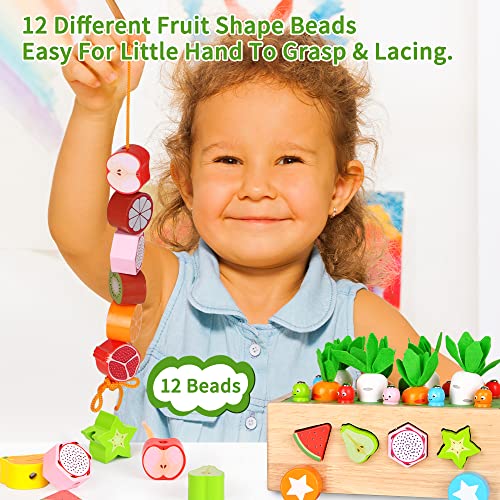 12 Different Fruit Shape Beads
Easy For Little Hand To Grasp & Lacing.
12 Beads